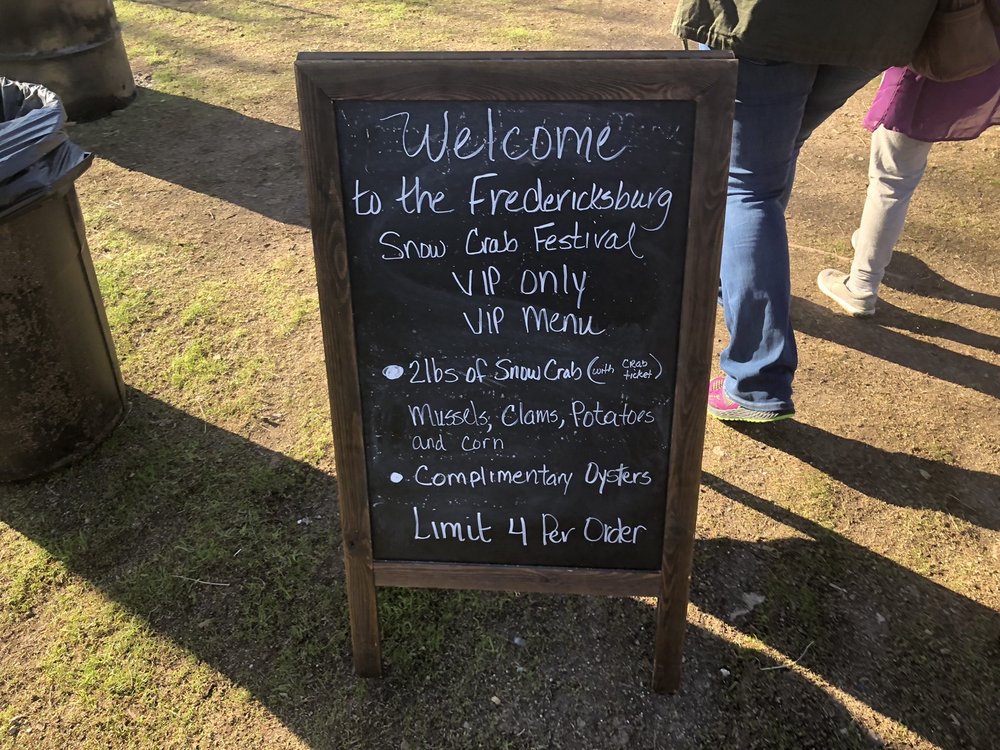 Welcome
to the Fredericksburg
Snow Crab Festival
VIP only
VIP Menu
• 2lbs of Snow Crab (with Crab ticket)
Mussels, Clams, Potatoes
and corn
• Complimentary Oysters
Limit 4 Per Order